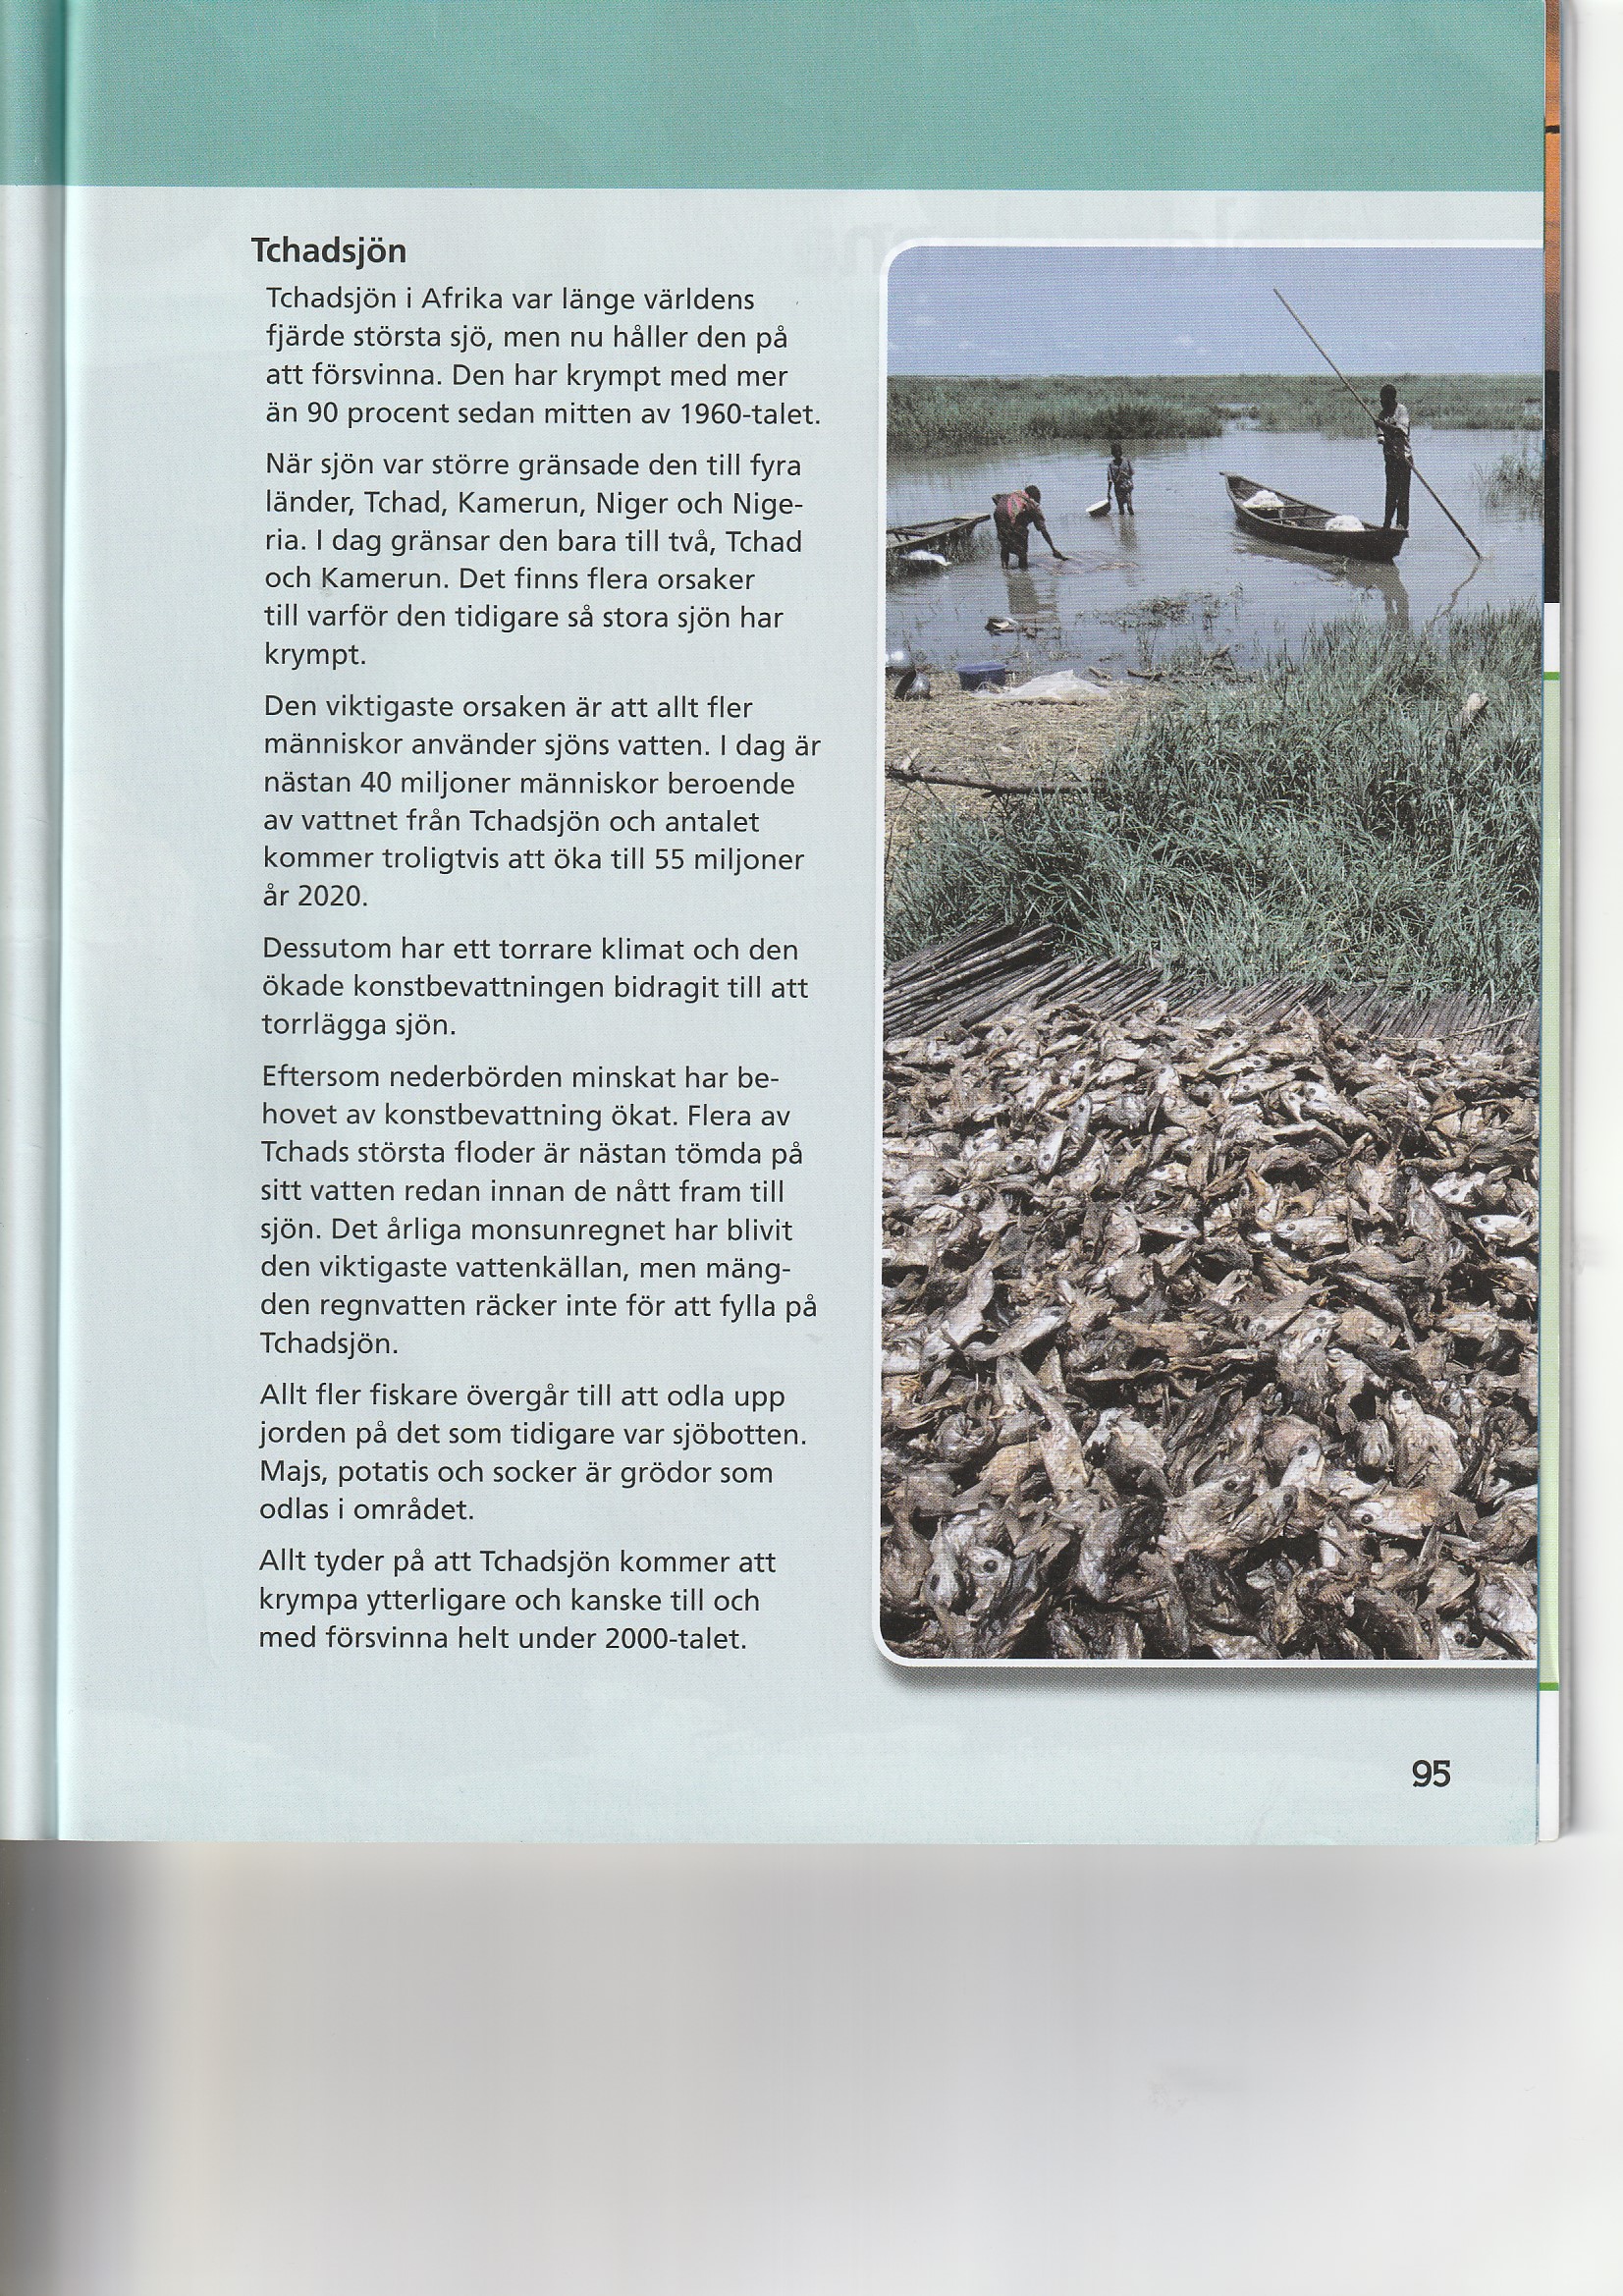 Tchadsjön
Tchadsjön i Afrika var länge världens
fjärde största sjö, men nu håller den på
att försvinna. Den har krympt med mer
än 90 procent sedan mitten av 1960-talet.
När sjön var större gränsade den till fyra
länder, Tchad, Kamerun, Niger och Nige-
ria. I dag gränsar den bara till två, Tchad
och Kamerun. Det finns flera orsaker
till varför den tidigare så stora sjön har
krympt.
Den viktigaste orsaken är att allt fler
människor använder sjöns vatten. I dag är
nästan 40 miljoner människor beroende
av vattnet från Tchadsjön och antalet
kommer troligtvis att öka till 55 miljoner
år 2020.
Dessutom har ett torrare klimat och den
ökade konstbevattningen bidragit till att
torrlägga sjön.
Eftersom nederbörden minskat har be-
hovet av konstbevattning ökat. Flera av
Tchads största floder är nästan tömda på
sitt vatten redan innan de nått fram till
sjön. Det årliga monsunregnet har blivit
den viktigaste vattenkällan, men mäng-
den regnvatten räcker inte för att fylla på
Tchadsjön.
Allt fler fiskare övergår till att odla upp
jorden på det som tidigare var sjöbotten.
Majs, potatis och socker är grödor som
odlas i området.
Allt tyder på att Tchadsjön kommer att
krympa ytterligare och kanske till och
med försvinna helt under 2000-talet.
95